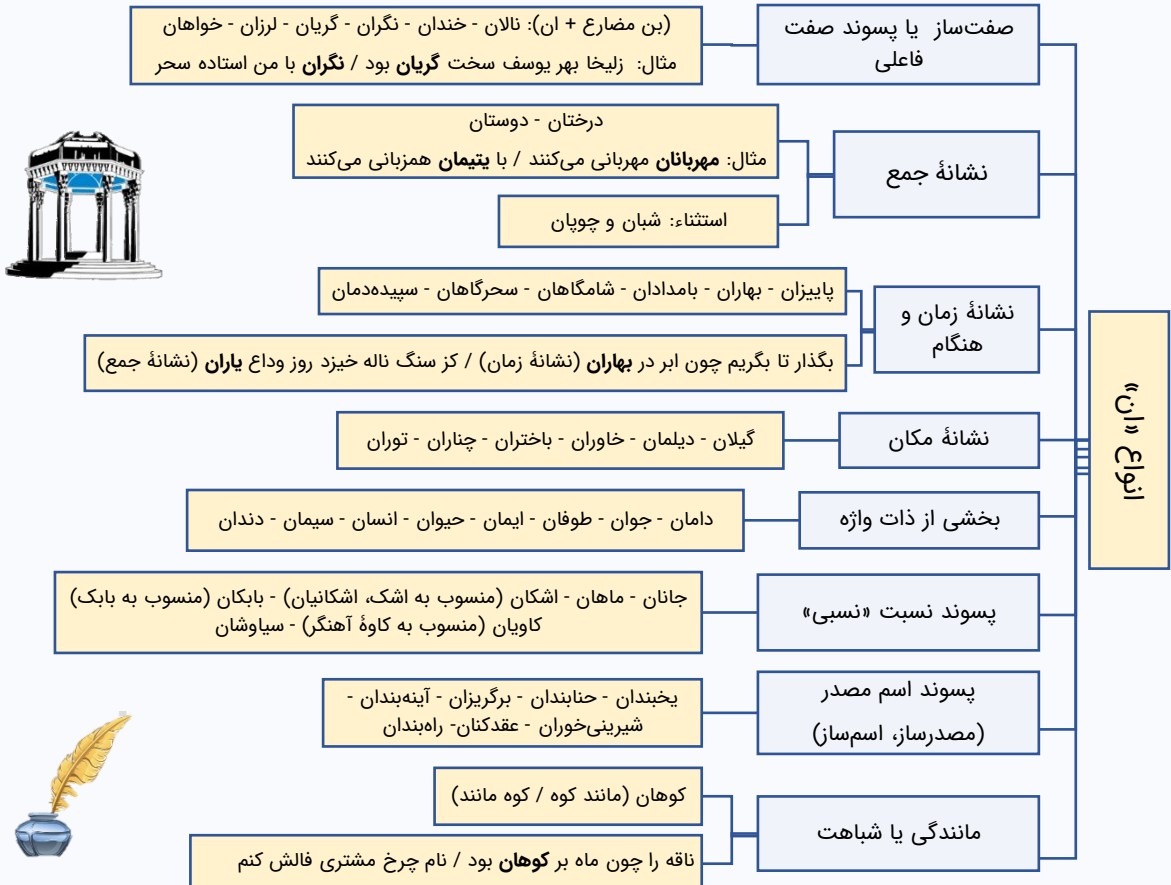 انواع «ان»
صفت‌ساز یا پسوند صفت
فاعلی
(بن مضارع + ان): نالان - خندان - نگران - گریان - لرزان - خواهان
مثال: زلیخا بهر یوسف سخت گریان بود / نگران با من استاده سحر
نشانهٔ جمع
درختان - دوستان
مثال: مهربانان مهربانی می‌کنند / با یتیمان همزبانی می‌کنند
استثناء: شبان و چوپان
نشانهٔ زمان و
هنگام
پاییزان - بهاران - بامدادان - شامگاهان - سحرگاهان - سپیده‌دمان
بگذار تا بگریم چون ابر در بهاران (نشانهٔ زمان) / کز سنگ ناله خیزد روز وداع یاران (نشانهٔ جمع)
نشانهٔ مکان
گیلان - دیلمان - خاوران - باختران - چناران - توران
بخشی از ذات واژه
دامان - جوان - طوفان - ایمان - حیوان - انسان - سیمان - دندان
پسوند نسبت «نسبی»
جانان - ماهان - اشکان (منسوب به اشک، اشکانیان) - بابکان (منسوب به بابک)
کاویان (منسوب به کاوهٔ آهنگر) - سیاوشان
پسوند اسم مصدر
(مصدرساز، اسم‌ساز)
یخبندان - حنابندان - برگریزان - آینه‌بندان -
شیرینی‌خوران - عقدکنان- راه‌بندان
مانندگی یا شباهت
کوهان (مانند کوه / کوه مانند)
ناقه را چون ماه بر کوهان بود / نام چرخ مشتری فالش کنم